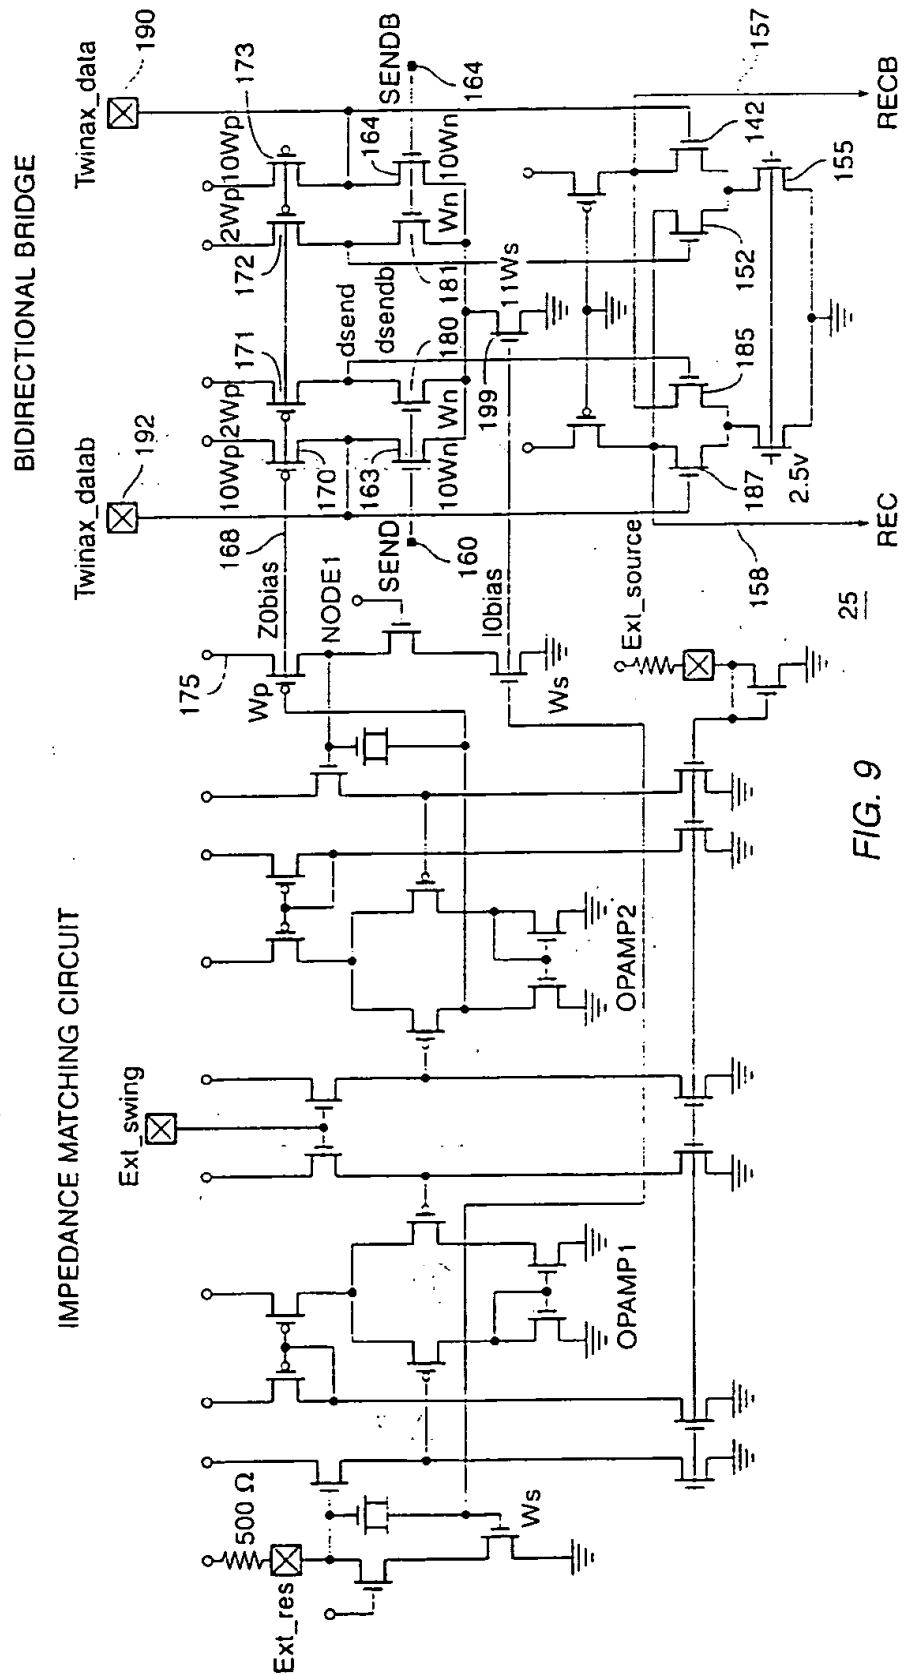 IMPEDANCE MATCHING CIRCUIT
BIDIRECTIONAL BRIDGE
Ext_res
500 Ω
Ws
OPAMP1
Ext_swing
OPAMP2
175
Wp
Z0bias
168
NODE1
SEND
160
I0bias
Ws
Ext_source
Twinax_datab
192
Twinax_data
190
10Wp
2Wp
171
170
2Wp
10Wp
172
173
163
180
181
164
dsend
dsendb
10Wn
Wn
Wn
10Wn
SENDB
164
199
11Ws
187
185
152
142
2.5v
155
158
157
REC
RECB
25
FIG. 9